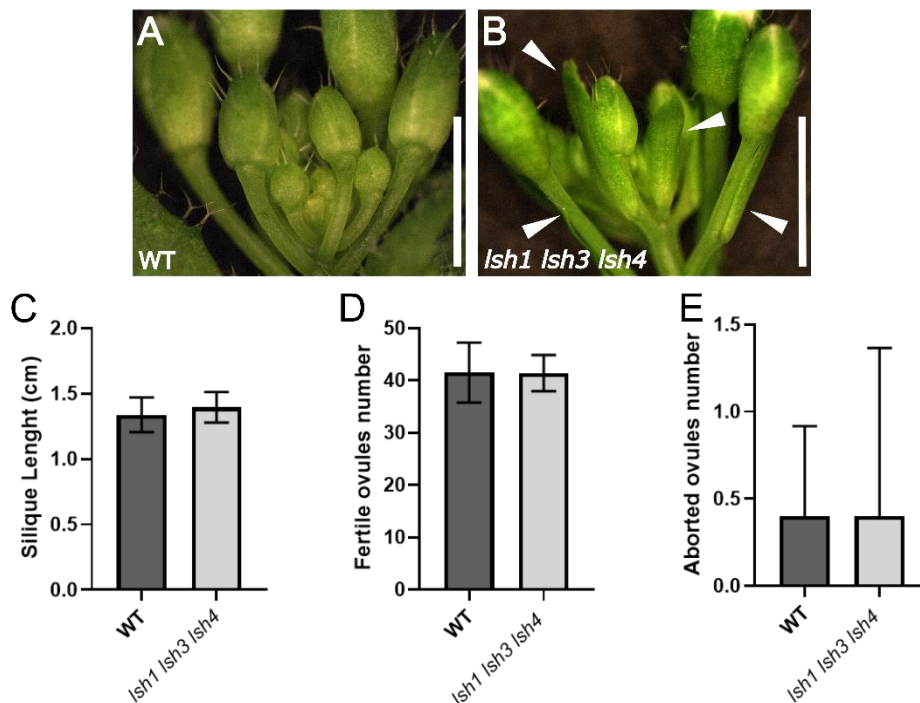 A
WT
B
lsh1 lsh3 lsh4
C
Silique Lenght (cm)
2.0
1.5
1.0
0.5
0.0
WT
lsh1 lsh3 lsh4
D
Fertile ovules number
50
40
30
20
10
0
WT
lsh1 lsh3 lsh4
E
Aborted ovules number
1.5
1.0
0.5
0.0
WT
lsh1 lsh3 lsh4